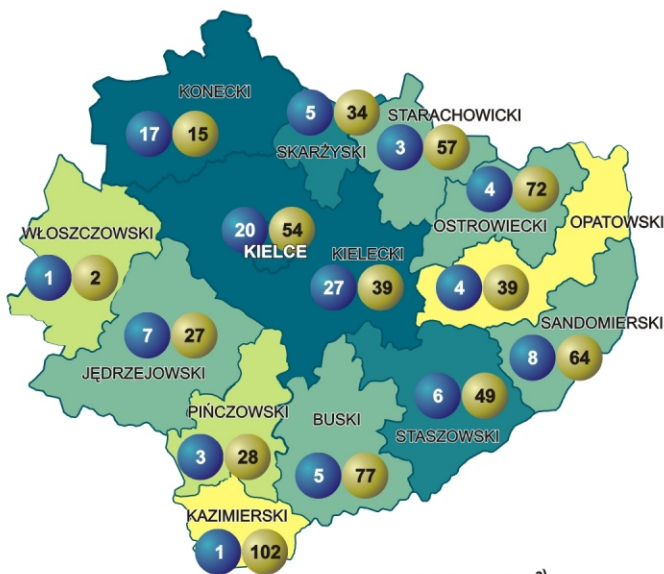 KONECKI
17 15
5 34
SKARŻYSKI
STARACHOWICKI
3 57
4 72
OSTROWIECKI
OPATOWSKI
4 39
WŁOSZCZOWSKI
1 2
20 54
KIELCE
KIELECKI
27 39
SANDOMIERSKI
8 64
7 27
JĘDRZEJOWSKI
6 49
STASZOWSKI
PIŃCZOWSKI
3 28
BUSKI
5 77
KAZIMIERSKI
1 102